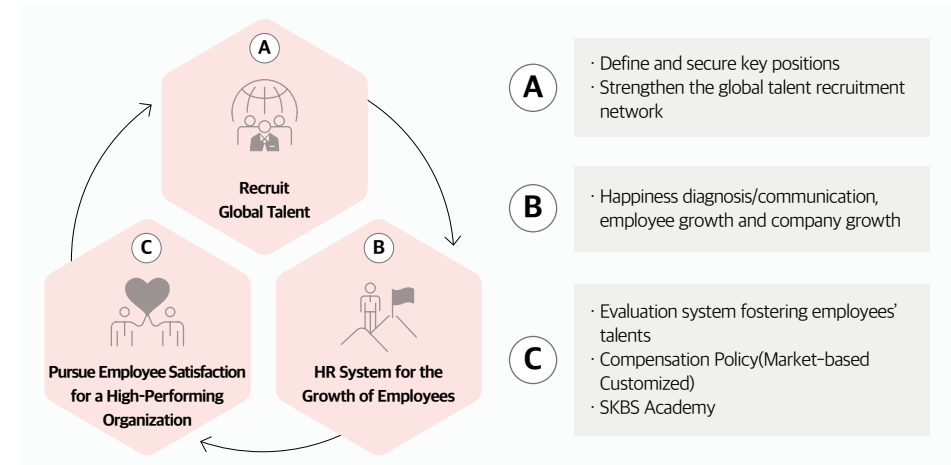 A
Recruit
Global Talent
C
Pursue Employee Satisfaction
for a High-Performing
Organization
B
HR System for the
Growth of Employees
A
· Define and secure key positions
· Strengthen the global talent recruitment
network
B
· Happiness diagnosis/communication,
employee growth and company growth
C
· Evaluation system fostering employees’
talents
· Compensation Policy(Market-based
Customized)
· SKBS Academy